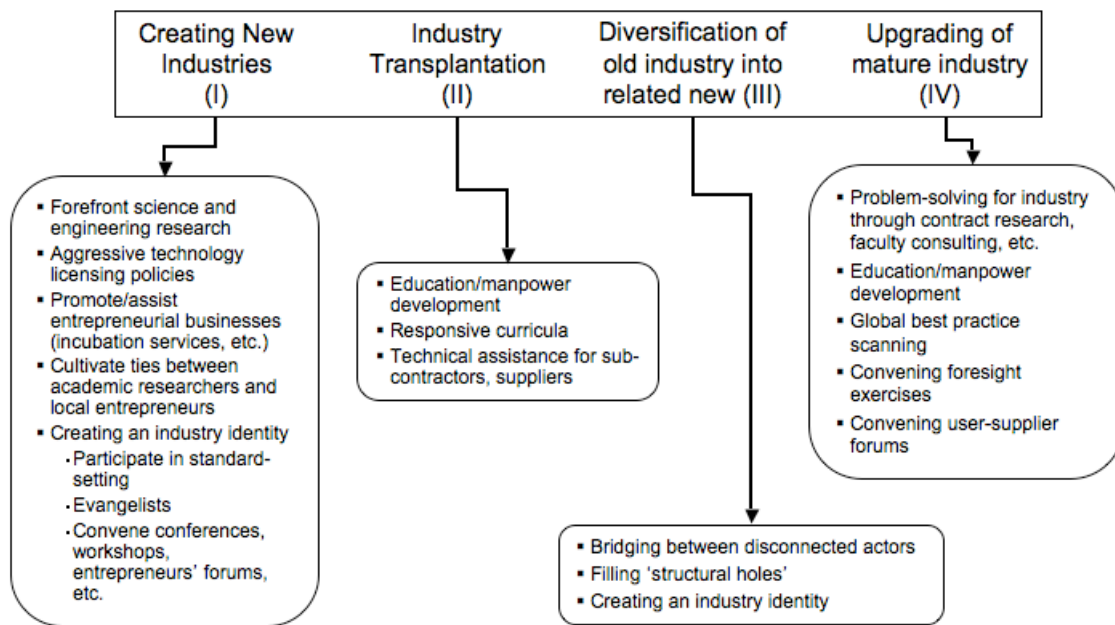 Creating New
Industries
(I)
Industry
Transplantation
(II)
Diversification of
old industry into
related new (III)
Upgrading of
mature industry
(IV)
▪ Forefront science and
engineering research
▪ Aggressive technology
licensing policies
▪ Promote/assist
entrepreneurial businesses
(incubation services, etc.)
▪ Cultivate ties between
academic researchers and
local entrepreneurs
▪ Creating an industry identity
▪Participate in standard-
setting
▪Evangelists
▪Convene conferences,
workshops,
entrepreneurs' forums,
etc.
▪ Education/manpower
development
▪ Responsive curricula
▪ Technical assistance for sub-
contractors, suppliers
▪ Bridging between disconnected actors
▪ Filling 'structural holes'
▪ Creating an industry identity
▪ Problem-solving for industry
through contract research,
faculty consulting, etc.
▪ Education/manpower
development
▪ Global best practice
scanning
▪ Convening foresight
exercises
▪ Convening user-supplier
forums